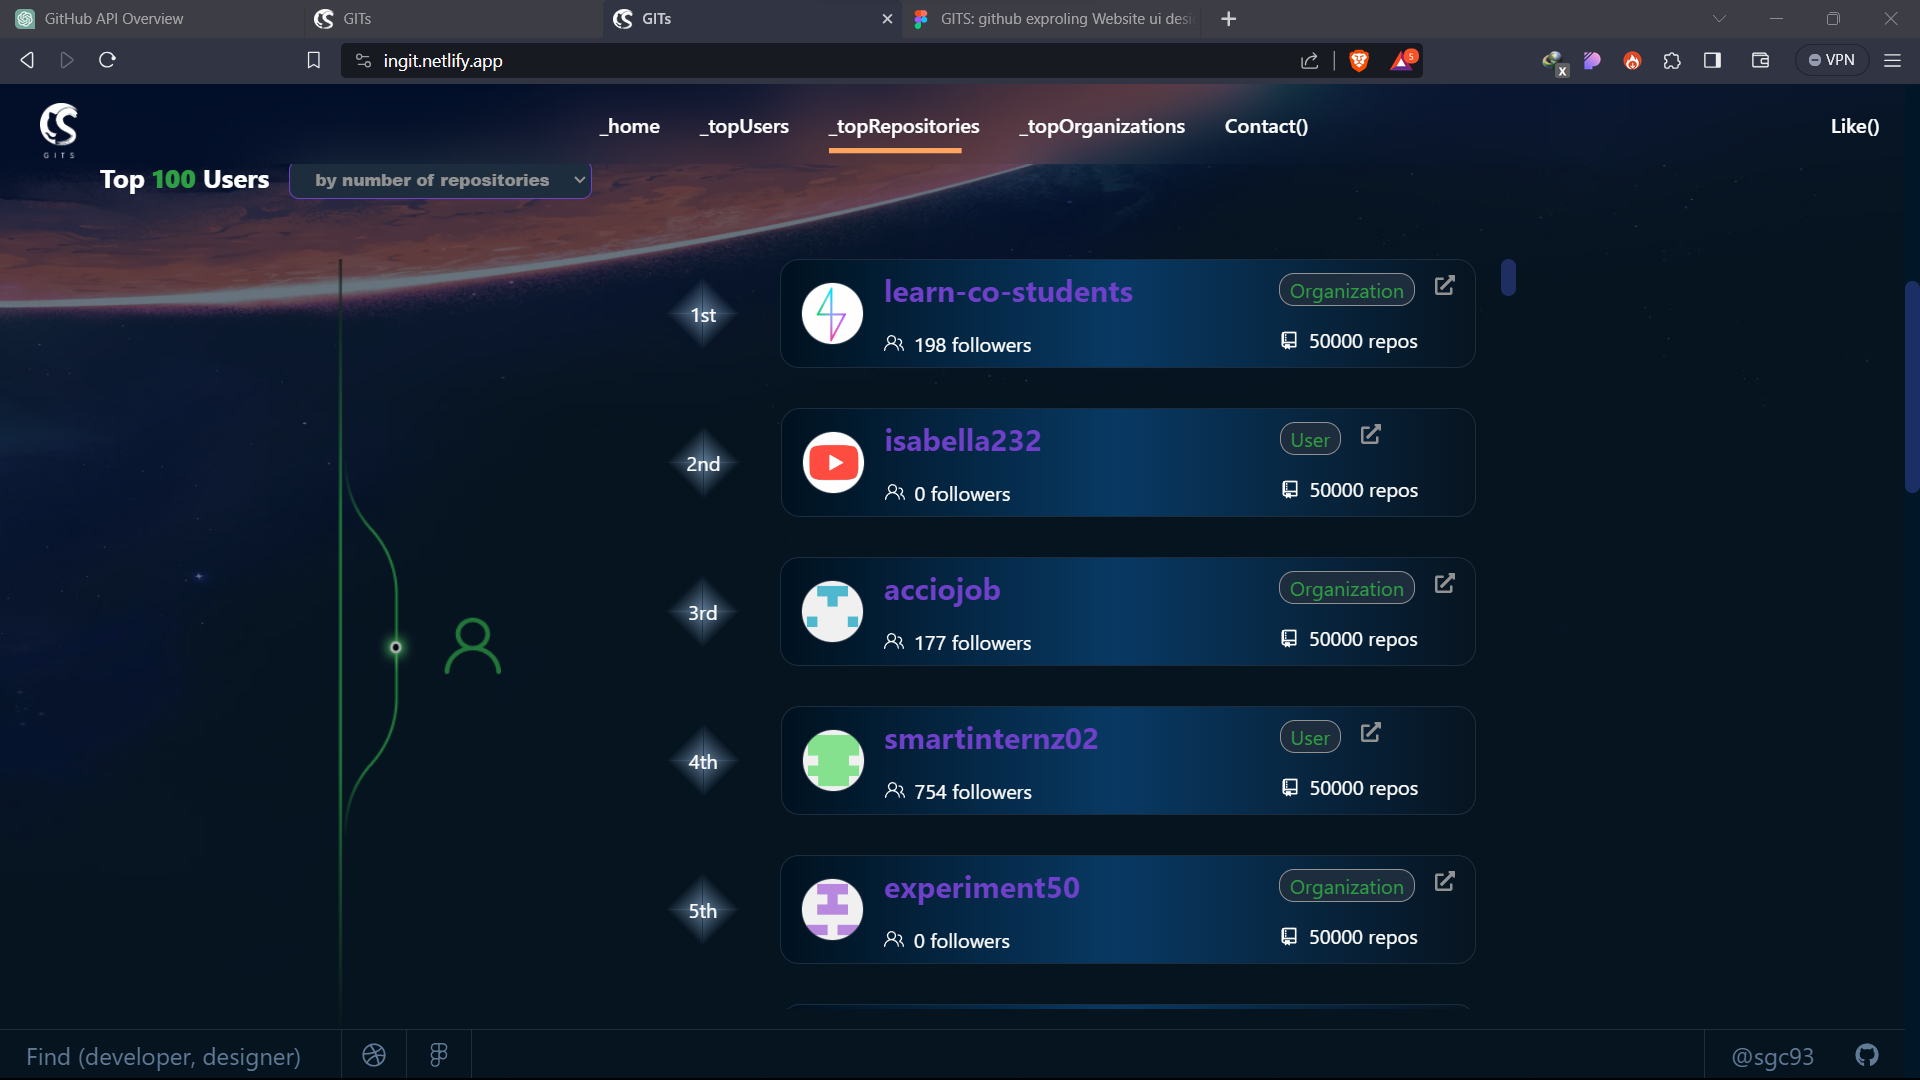 GitHub API Overview
GITs
GITs
GITS: github exproling Website ui desi
ingit.netlify.app
5
x
VPN
GITS
_home
_topUsers
_topRepositories
_topOrganizations
Contact()
Like()
Top 100 Users
by number of repositories
1st
learn-co-students
Organization
198 followers
50000 repos
2nd
isabella232
User
0 followers
50000 repos
3rd
acciojob
Organization
177 followers
50000 repos
4th
smartinternz02
User
754 followers
50000 repos
5th
experiment50
Organization
0 followers
50000 repos
Find (developer, designer)
@sgc93